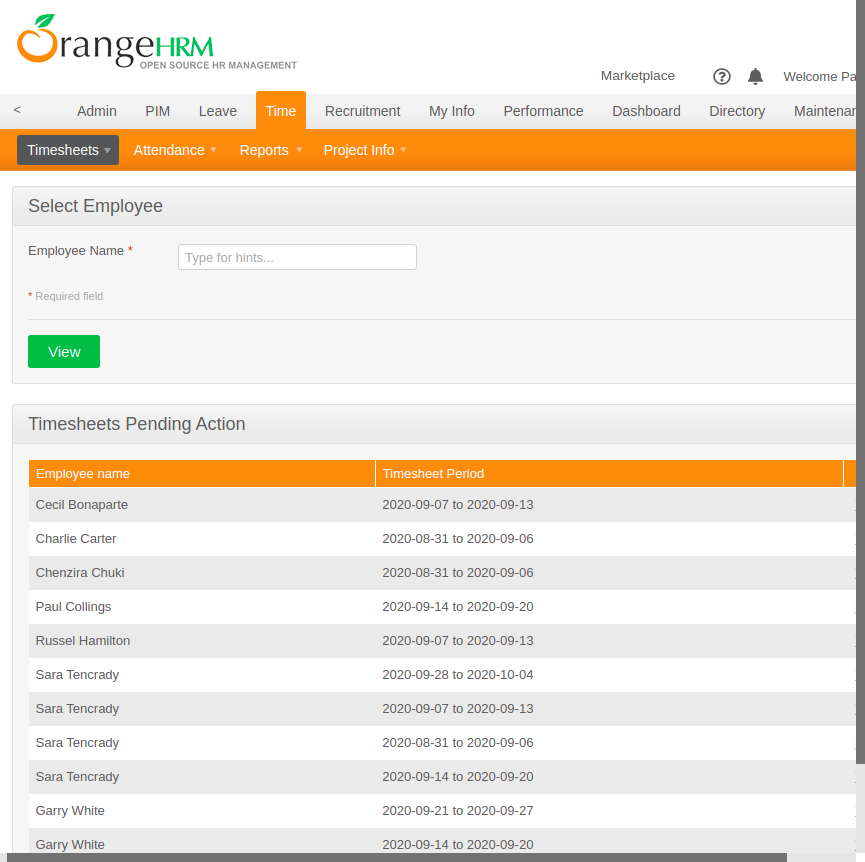 OrangeHRM
OPEN SOURCE HR MANAGEMENT
Marketplace ? Welcome Pa
< Admin PIM Leave Time Recruitment My Info Performance Dashboard Directory Maintenan
Timesheets Attendance Reports Project Info
Select Employee
Employee Name * Type for hints...
* Required field
View
Timesheets Pending Action
Employee name Timesheet Period
Cecil Bonaparte 2020-09-07 to 2020-09-13
Charlie Carter 2020-08-31 to 2020-09-06
Chenzira Chuki 2020-08-31 to 2020-09-06
Paul Collings 2020-09-14 to 2020-09-20
Russel Hamilton 2020-09-07 to 2020-09-13
Sara Tencrady 2020-09-28 to 2020-10-04
Sara Tencrady 2020-09-07 to 2020-09-13
Sara Tencrady 2020-08-31 to 2020-09-06
Sara Tencrady 2020-09-14 to 2020-09-20
Garry White 2020-09-21 to 2020-09-27
Garry White 2020-09-14 to 2020-09-20